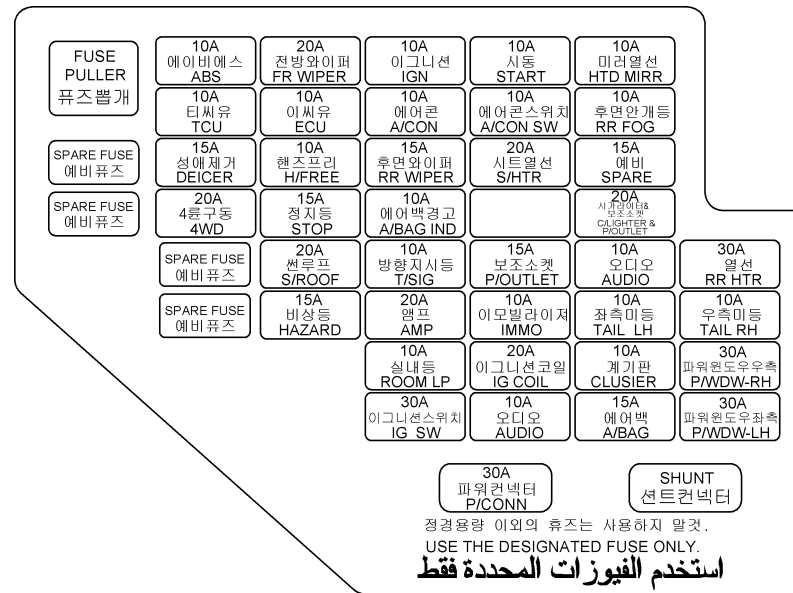 FUSE
PULLER
퓨즈뽑개
10A
에이비에스
ABS
20A
전방와이퍼
FR WIPER
10A
이그니션
IGN
10A
시동
START
10A
미러열선
HTD MIRR
10A
티씨유
TCU
10A
이씨유
ECU
10A
에어콘
A/CON
10A
에어콘스위치
A/CON SW
10A
후면안개등
RR FOG
SPARE FUSE
예비퓨즈
15A
성애제거
DEICER
10A
핸즈프리
H/FREE
15A
후면와이퍼
RR WIPER
20A
시트열선
S/HTR
15A
예비
SPARE
SPARE FUSE
예비퓨즈
20A
4륜구동
4WD
15A
정지등
STOP
10A
에어백경고
A/BAG IND
20A
시가라이터&
보조소켓
C/LIGHTER &
P/OUTLET
SPARE FUSE
예비퓨즈
20A
썬루프
S/ROOF
10A
방향지시등
T/SIG
15A
보조소켓
P/OUTLET
10A
오디오
AUDIO
30A
열선
RR HTR
SPARE FUSE
예비퓨즈
15A
비상등
HAZARD
20A
앰프
AMP
10A
이모빌라이져
IMMO
10A
좌측미등
TAIL LH
10A
우측미등
TAIL RH
10A
실내등
ROOM LP
20A
이그니션코일
IG COIL
10A
계기판
CLUSIER
30A
파워윈도우우측
P/WDW-RH
30A
이그니션스위치
IG SW
10A
오디오
AUDIO
15A
에어백
A/BAG
30A
파워윈도우좌측
P/WDW-LH
30A
파워컨넥터
P/CONN
SHUNT
션트컨넥터
정경용량 이외의 휴즈는 사용하지 말것.
USE THE DESIGNATED FUSE ONLY.
استخدم الفيوزات المحددة فقط